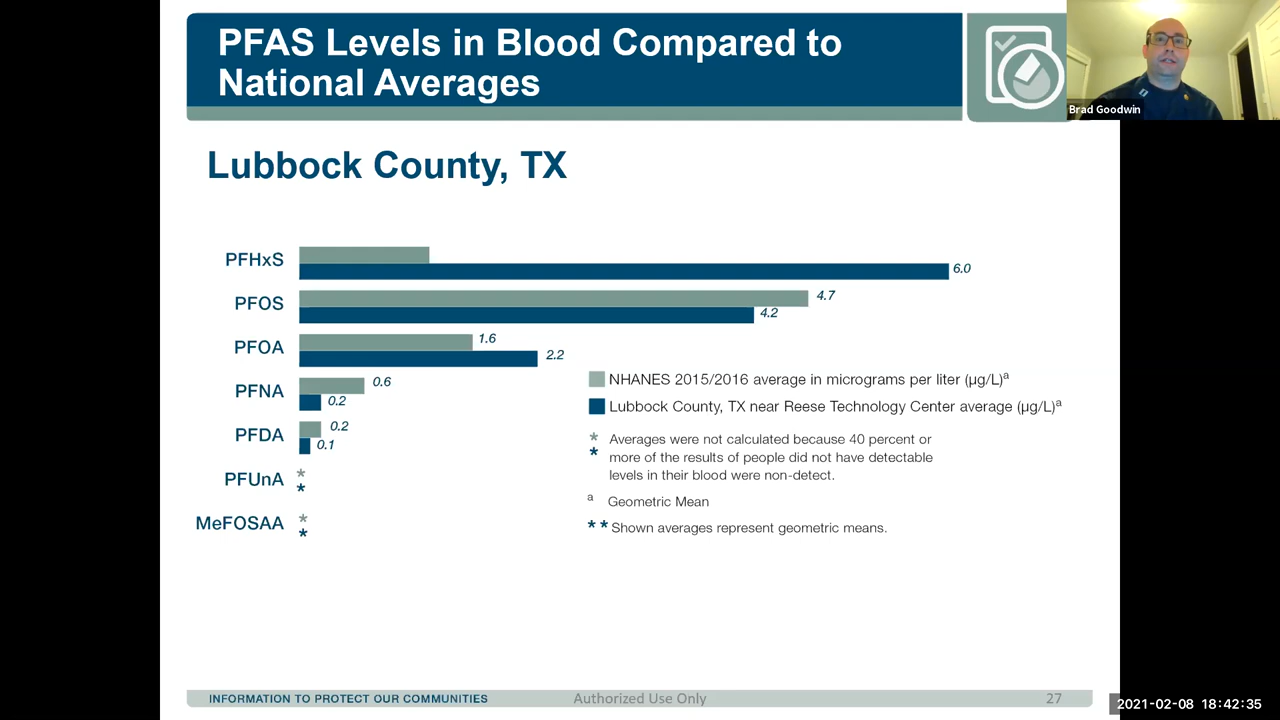 PFAS Levels in Blood Compared to
National Averages
Brad Goodwin
Lubbock County, TX
PFHxS
6.0
PFOS
4.7
4.2
PFOA
1.6
2.2
PFNA
0.6
0.2
PFDA
0.2
0.1
PFUnA
*
*
MeFOSAA
*
*
NHANES 2015/2016 average in micrograms per liter (µg/L)ᵃ
Lubbock County, TX near Reese Technology Center average (µg/L)ᵃ
* Averages were not calculated because 40 percent or
* more of the results of people did not have detectable
levels in their blood were non-detect.
ᵃ Geometric Mean
** Shown averages represent geometric means.
INFORMATION TO PROTECT OUR COMMUNITIES
Authorized Use Only
27
2021-02-08 18:42:35